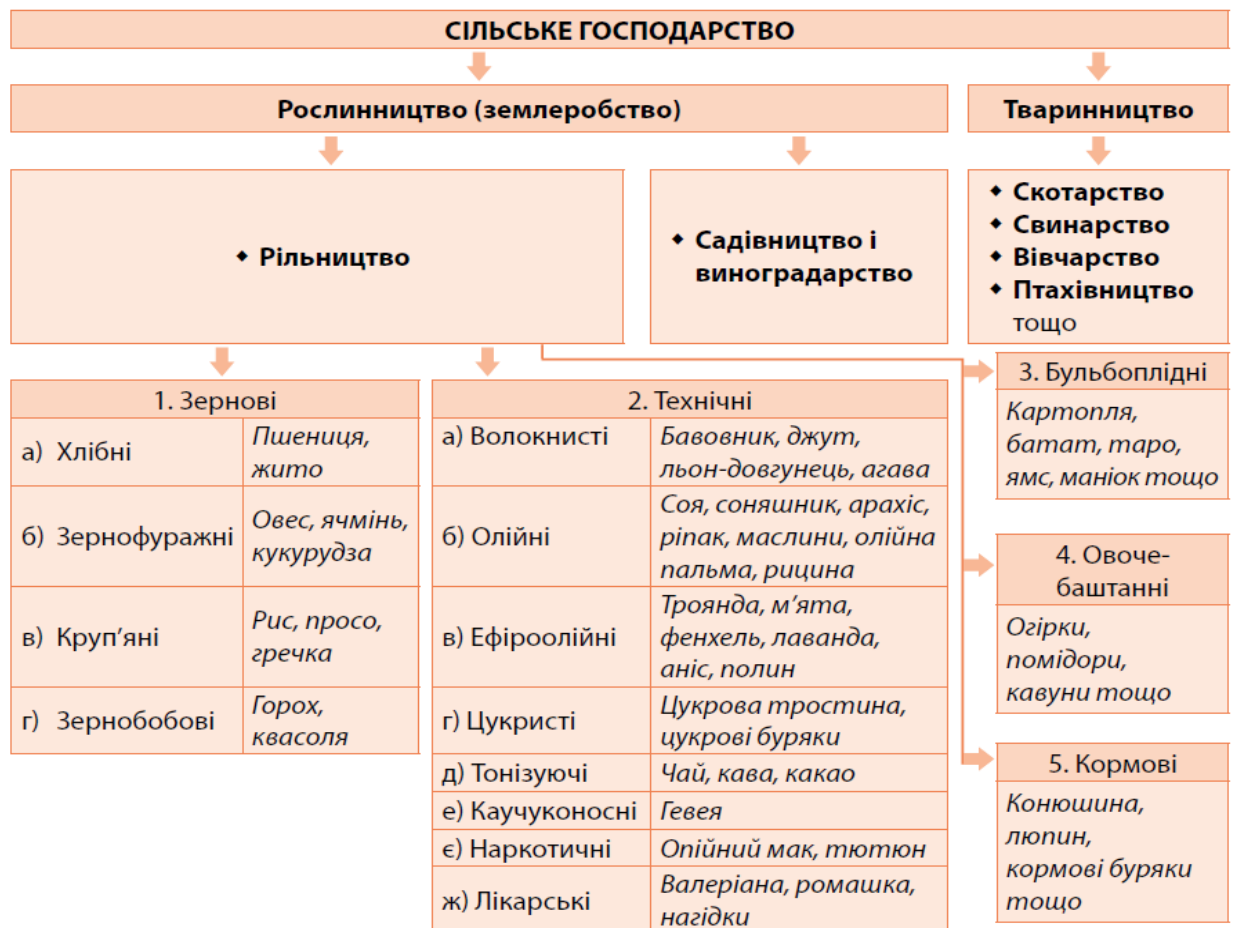 СІЛЬСЬКЕ ГОСПОДАРСТВО
Рослинництво (землеробство)
Тваринництво
◆ Рільництво
◆ Садівництво і
виноградарство
◆ Скотарство
◆ Свинарство
◆ Вівчарство
◆ Птахівництво
тощо
1. Зернові
а) Хлібні
Пшениця,
жито
б) Зернофуражні
Овес, ячмінь,
кукурудза
в) Круп’яні
Рис, просо,
гречка
г) Зернобобові
Горох,
квасоля
2. Технічні
а) Волокнисті
Бавовник, джут,
льон-довгунець, агава
б) Олійні
Соя, соняшник, арахіс,
ріпак, маслини, олійна
пальма, рицина
в) Ефіроолійні
Троянда, м’ята,
фенхель, лаванда,
аніс, полин
г) Цукристі
Цукрова тростина,
цукрові буряки
д) Тонізуючі
Чай, кава, какао
е) Каучуконосні
Гевея
є) Наркотичні
Опійний мак, тютюн
ж) Лікарські
Валеріана, ромашка,
нагідки
3. Бульбоплідні
Картопля,
батат, таро,
ямс, маніок тощо
4. Овоче-
баштанні
Огірки,
помідори,
кавуни тощо
5. Кормові
Конюшина,
люпин,
кормові буряки
тощо